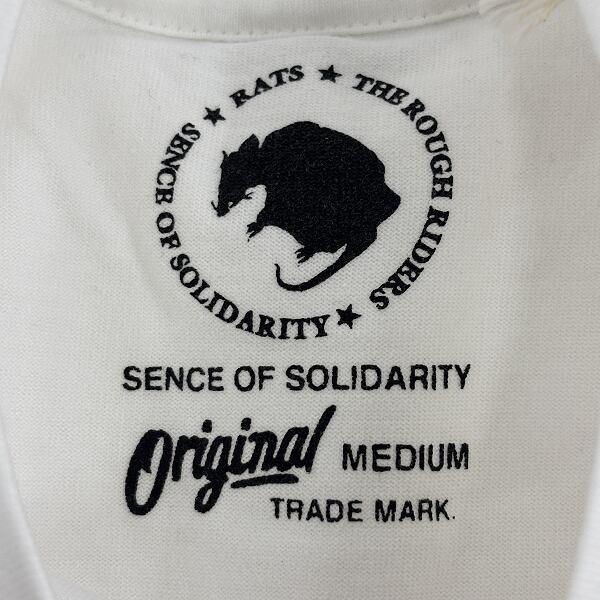 RATS ★ THE ROUGH RIDERS ★ SENCE OF SOLIDARITY ★
SENCE OF SOLIDARITY
Original MEDIUM
TRADE MARK.